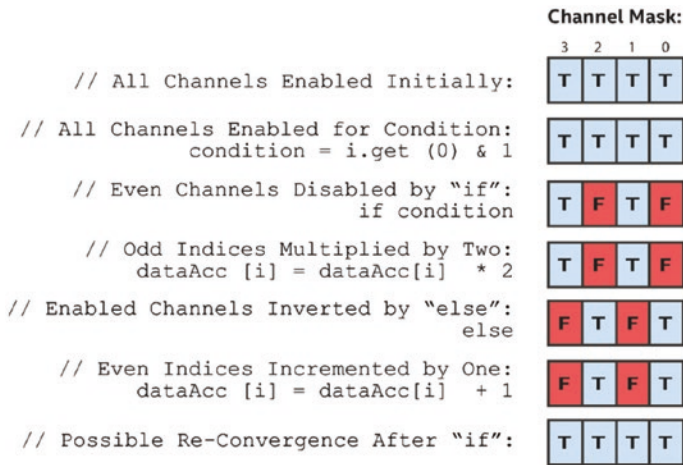 Channel Mask:
3 2 1 0
// All Channels Enabled Initially: T T T T
// All Channels Enabled for Condition:
condition = i.get (0) & 1 T T T T
// Even Channels Disabled by “if”:
if condition T F T F
// Odd Indices Multiplied by Two:
dataAcc [i] = dataAcc[i] * 2 T F T F
// Enabled Channels Inverted by “else”:
else F T F T
// Even Indices Incremented by One:
dataAcc [i] = dataAcc[i] + 1 F T F T
// Possible Re-Convergence After “if”: T T T T